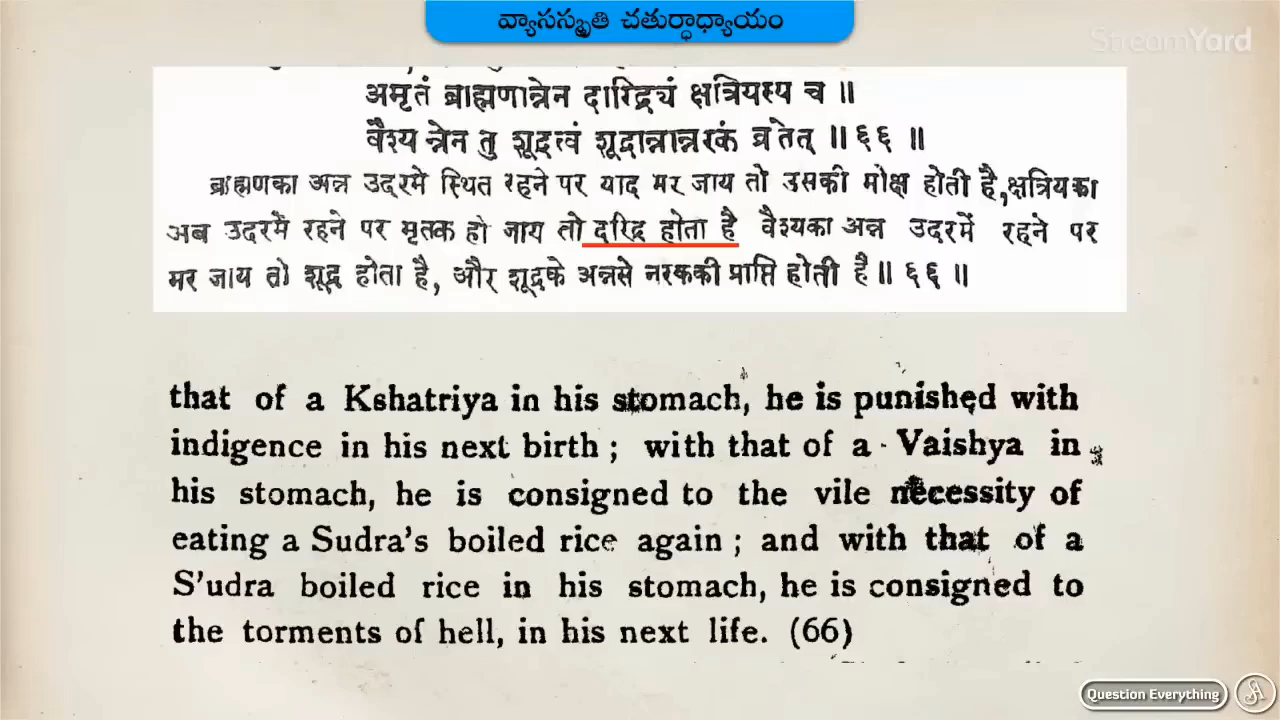 వ్యాసస్మృతి చతుర్ధాధ్యాయం
StreamYard
अमृतं ब्राह्मणान्नेन दारिद्र्यं क्षत्रियस्य च ॥
वैश्य न्नेन तु शूद्रत्वं शूद्रान्नान्नरकं व्रतेत् ॥ ६६ ॥
ब्राह्मणका अन्न उदरमे स्थित रहने पर याद मर जाय तो उसकी मोक्ष होती है,क्षत्रियका
अब उदरमें रहने पर मृतक हो जाय तो दरिद्र होता है वैश्यका अन्न उदरमें रहने पर
मर जाय तो शूद्र होता है, और शूद्रके अन्नसे नरककी प्राप्ति होती है ॥ ६६ ॥
that of a Kshatriya in his stomach, he is punished with
indigence in his next birth ; with that of a Vaishya in
his stomach, he is consigned to the vile necessity of
eating a Sudra's boiled rice again ; and with that of a
S'udra boiled rice in his stomach, he is consigned to
the torments of hell, in his next life. (66)
Question Everything